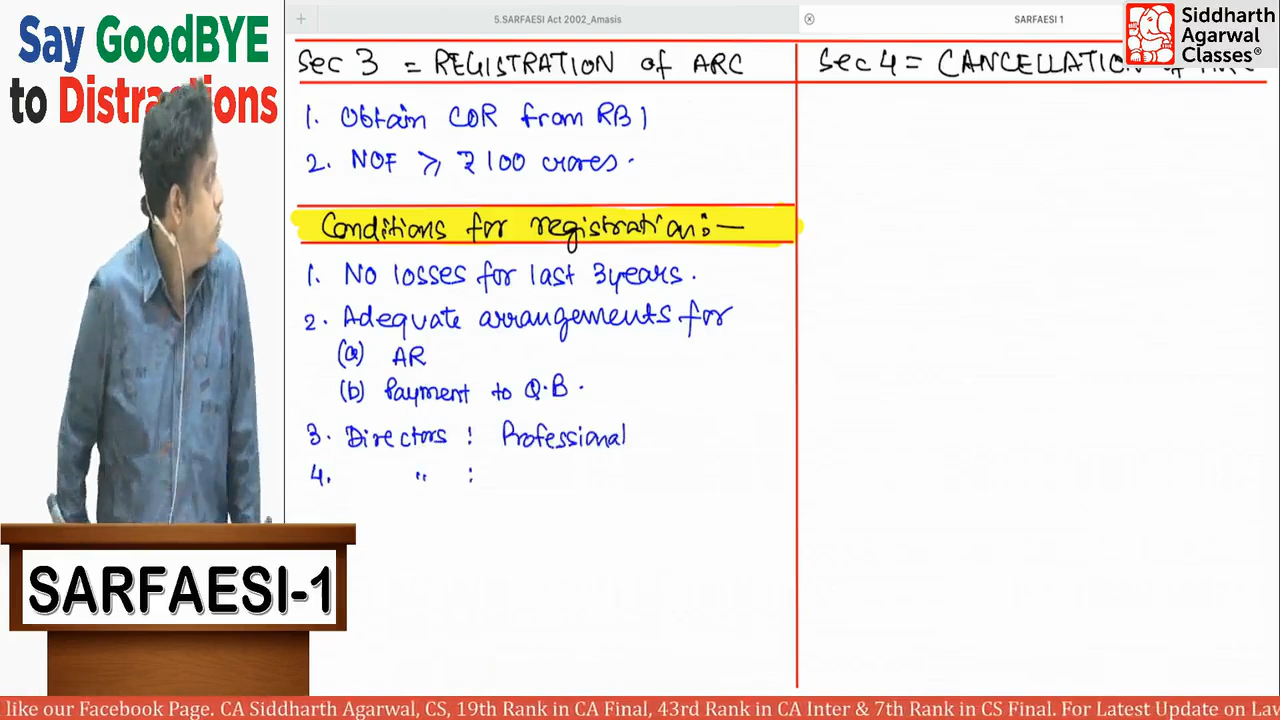 Say GoodBYE
to Distractions
5.SARFAESI Act 2002_Amasis
SARFAESI 1
Siddharth
Agarwal
Classes®
Sec 3 = REGISTRATION of ARC
1. Obtain COR from RBI
2. NOF ≥ ₹100 crores.
Conditions for registration:-
1. No losses for last 3years.
2. Adequate arrangements for
(a) AR
(b) Payment to Q.B.
3. Directors : Professional
4. " :
Sec 4 = CANCELLATION of ARC
SARFAESI-1
like our Facebook Page. CA Siddharth Agarwal, CS, 19th Rank in CA Final, 43rd Rank in CA Inter & 7th Rank in CS Final. For Latest Update on Law